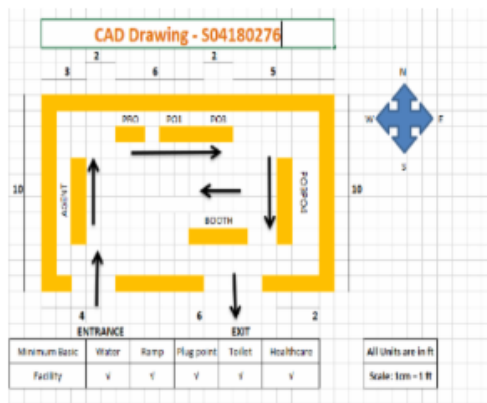 CAD Drawing - S04180276
2
2
3
6
5
N
W
E
S
PRO
PO1
PO3
10
AGENT
10
BOOTH
4
6
2
ENTRANCE
EXIT
Minimum Basic Facility
Water
Ramp
Plug point
Toilet
Healthcare
√ √ √ √ √
All Units are in ft
Scale: 1cm = 1 ft